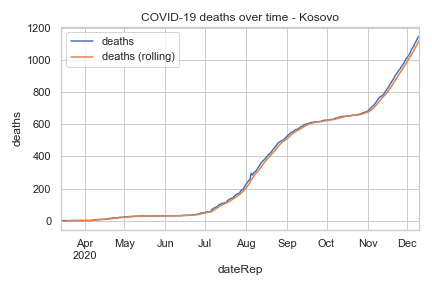 COVID-19 deaths over time - Kosovo
deaths
deaths (rolling)
1200
1000
800
600
400
200
0
deaths
Apr May Jun Jul Aug Sep Oct Nov Dec
2020
dateRep